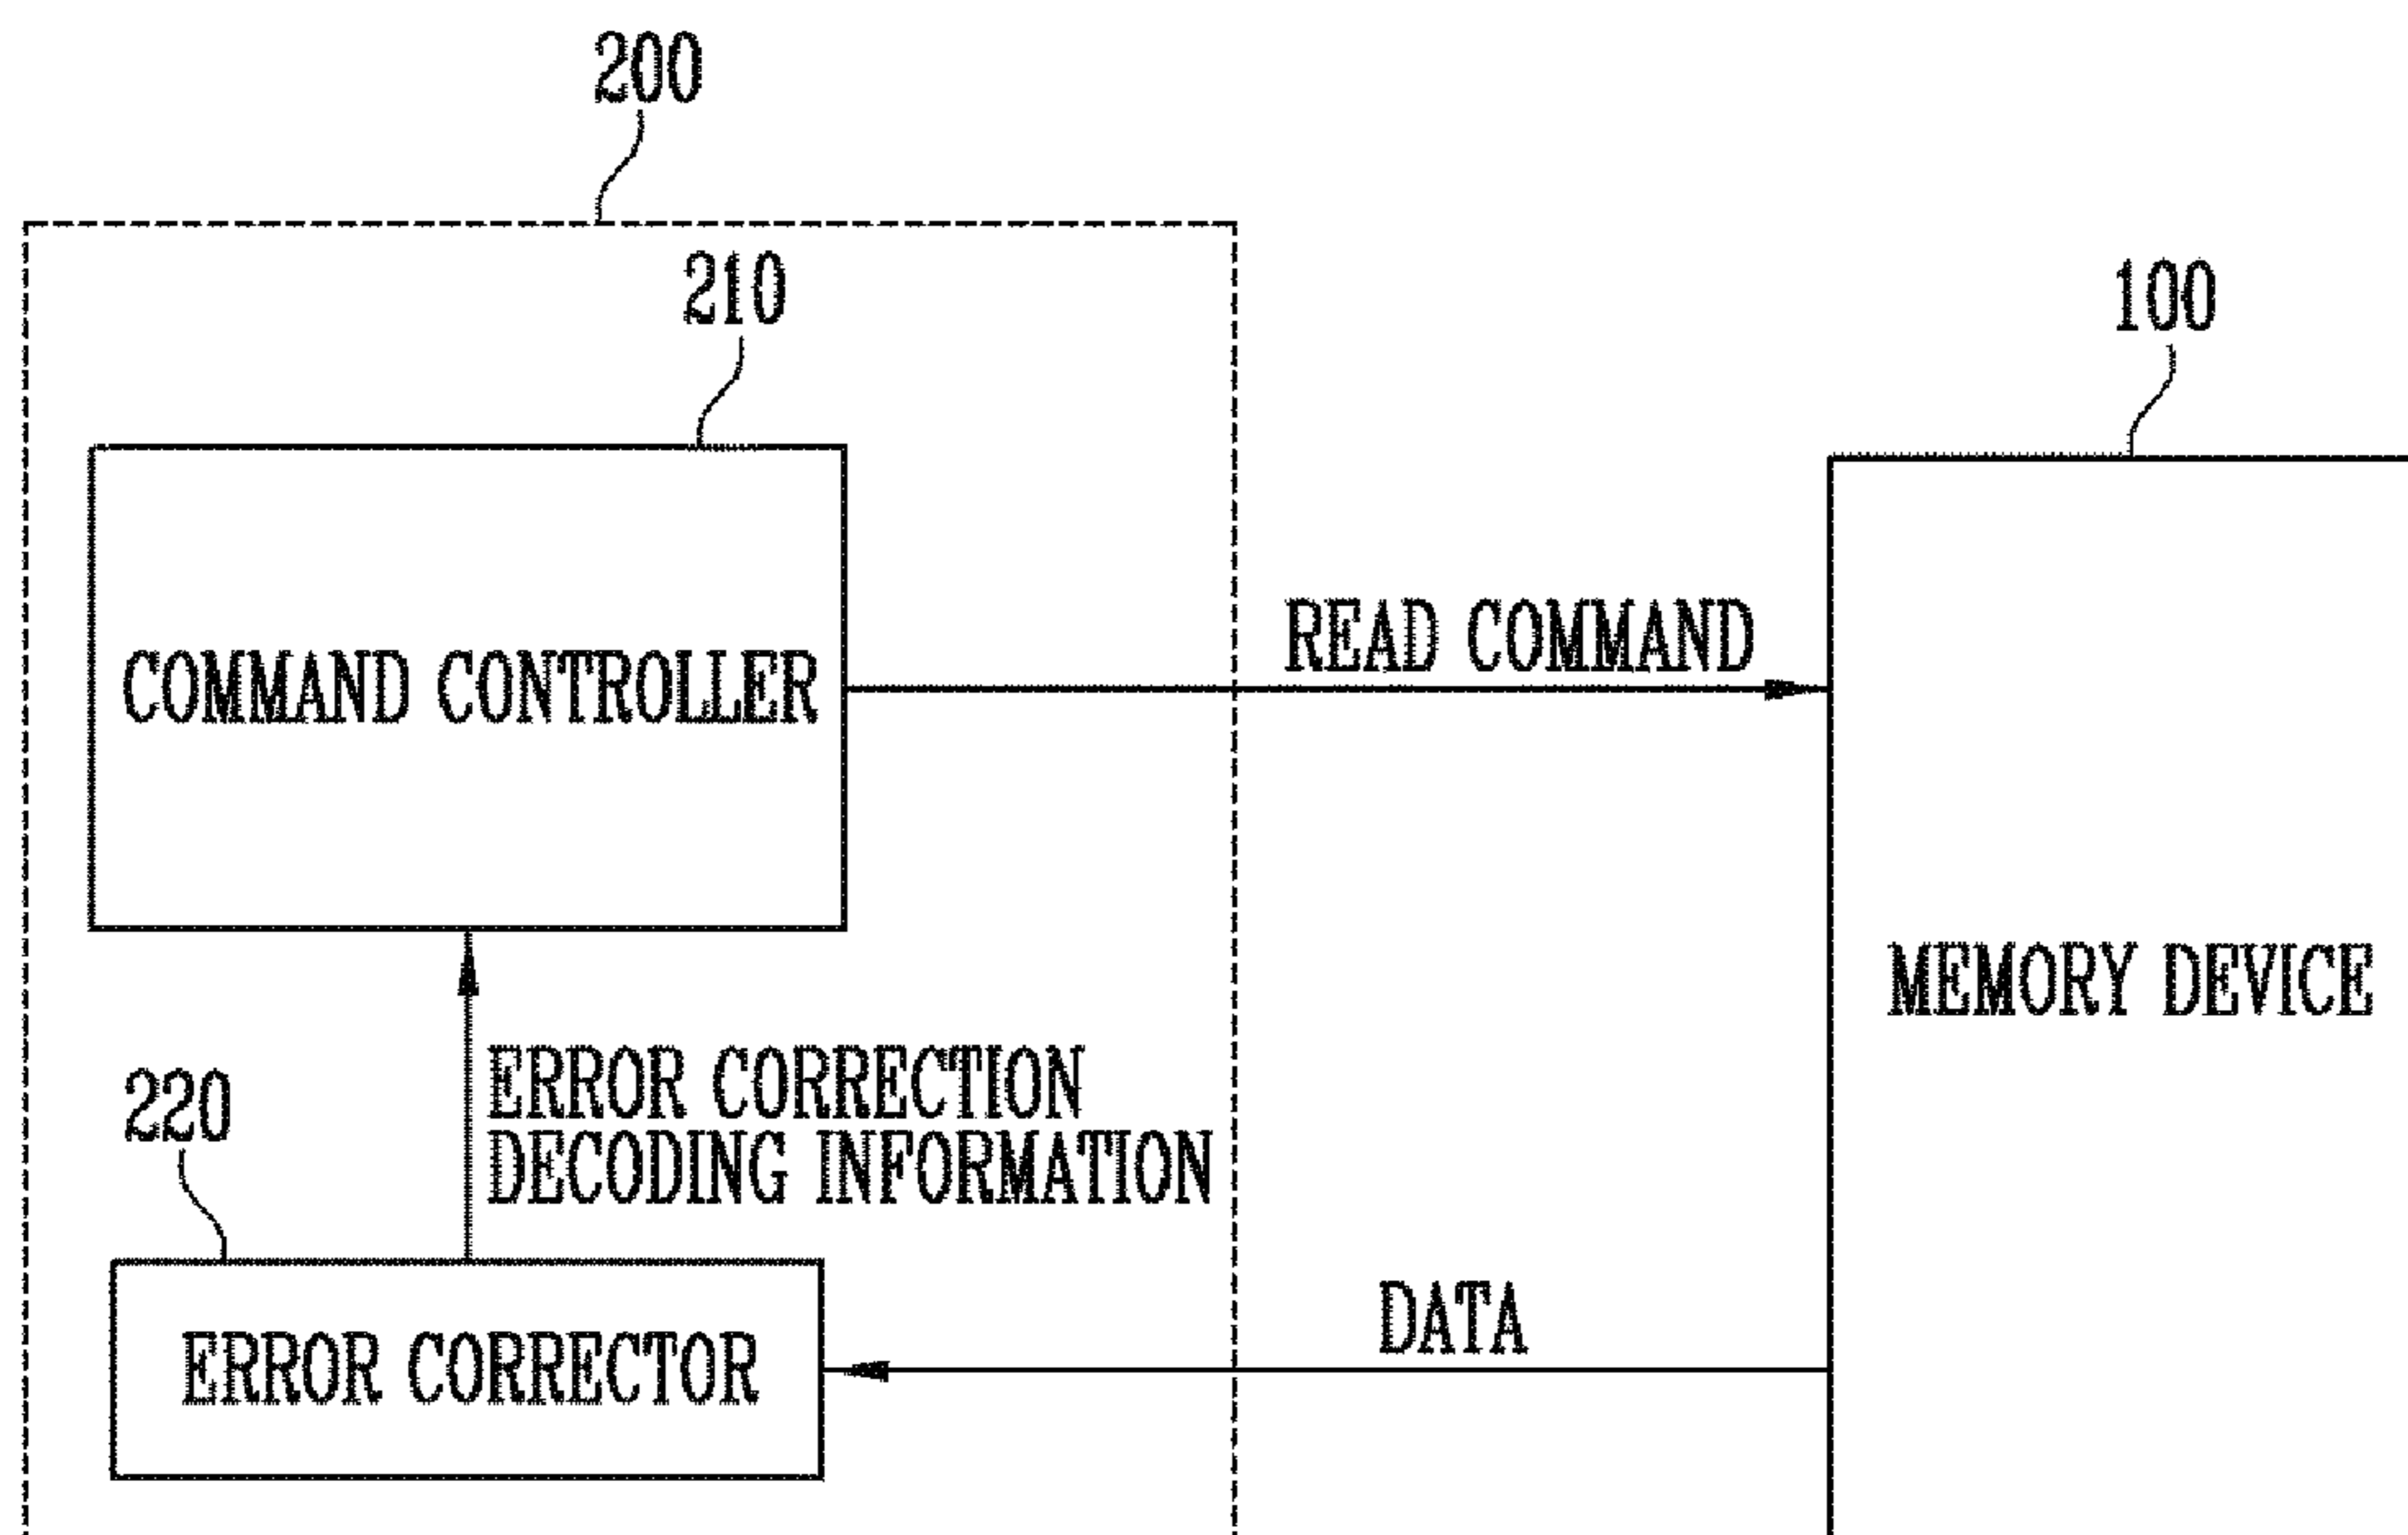 200
210
100
READ COMMAND
COMMAND CONTROLLER
MEMORY DEVICE
220
ERROR CORRECTION
DECODING INFORMATION
DATA
ERROR CORRECTOR